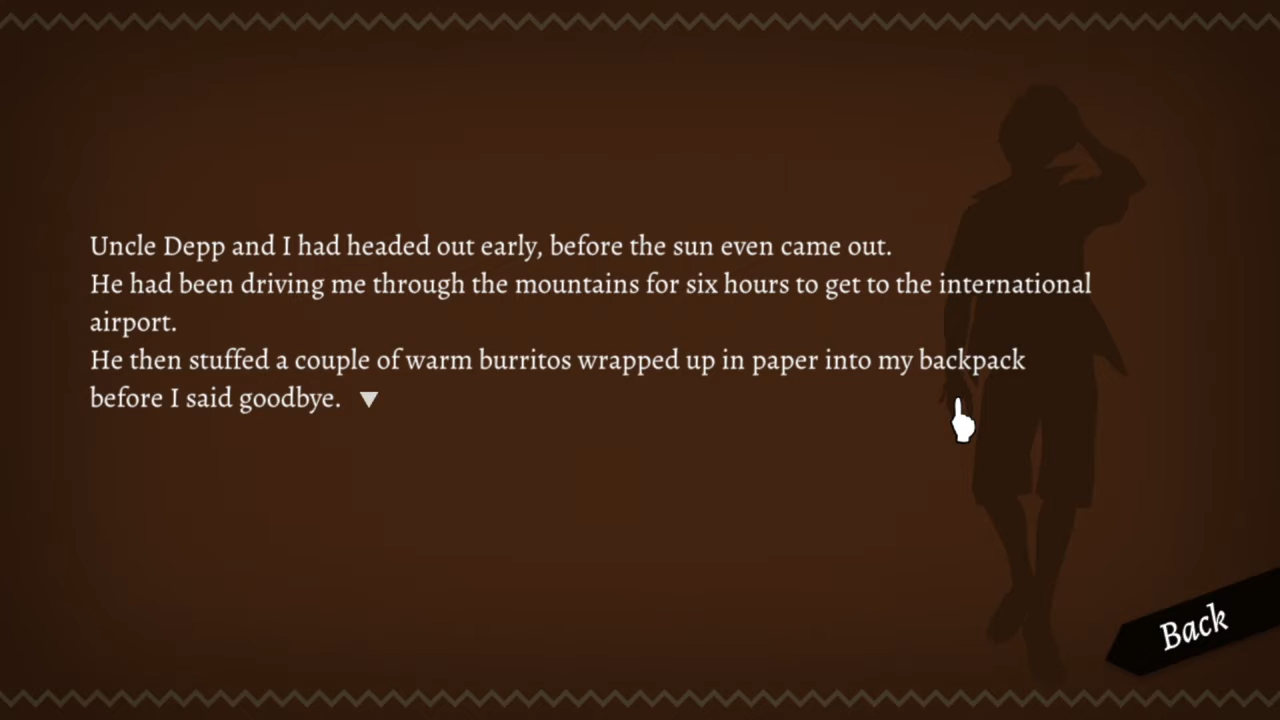 Uncle Depp and I had headed out early, before the sun even came out.
He had been driving me through the mountains for six hours to get to the international
airport.
He then stuffed a couple of warm burritos wrapped up in paper into my backpack
before I said goodbye.
Back